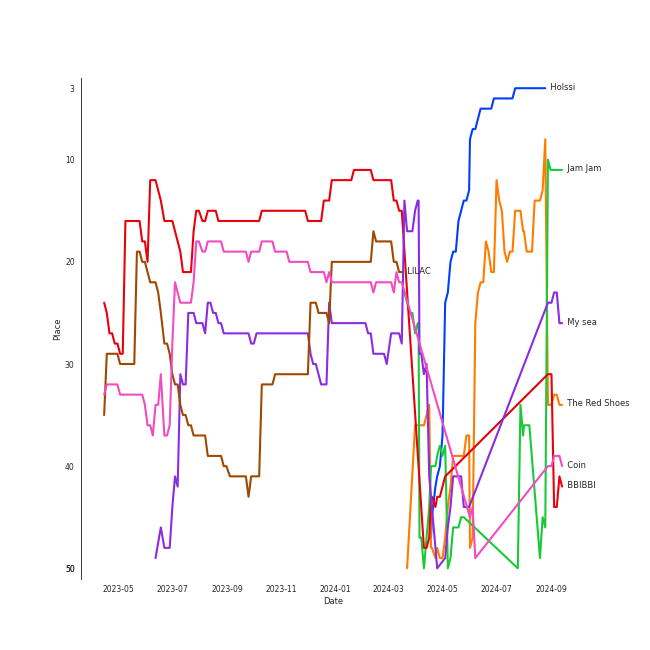 3
Holssi
10
Jam Jam
20
LILAC
Place
My sea
30
The Red Shoes
40
Coin
BBIBBI
50
2023-05
2023-07
2023-09
2023-11
2024-01
2024-03
2024-05
2024-07
2024-09
Date